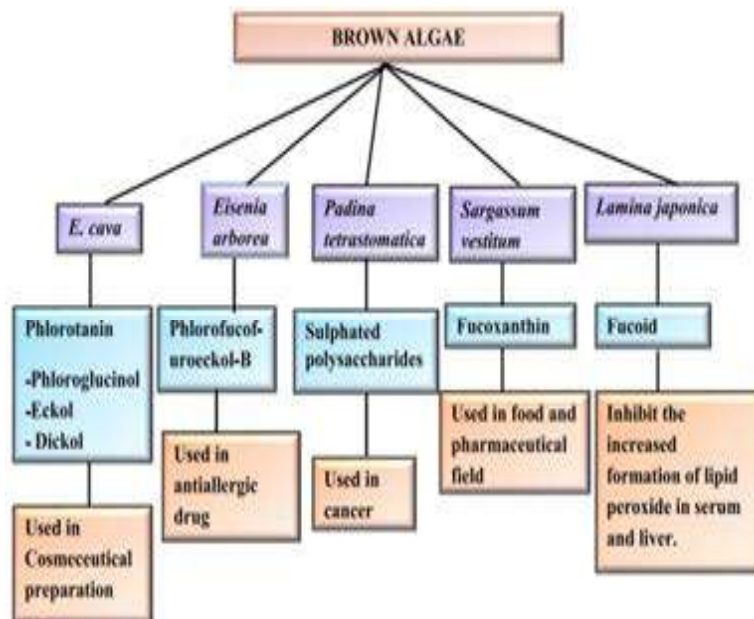 BROWN ALGAE
E. cava
Eisenia
arborea
Padina
tetrastomatica
Sargassum
vestitum
Lamina japonica
Phlorotanin
-Phloroglucinol
-Eckol
- Dickol
Phlorofucof-
uroeckol-B
Sulphated
polysaccharides
Fucoxanthin
Fucoid
Used in
Cosmeceutical
preparation
Used in
antiallergic
drug
Used in
cancer
Used in food and
pharmaceutical
field
Inhibit the
increased
formation of lipid
peroxide in serum
and liver.